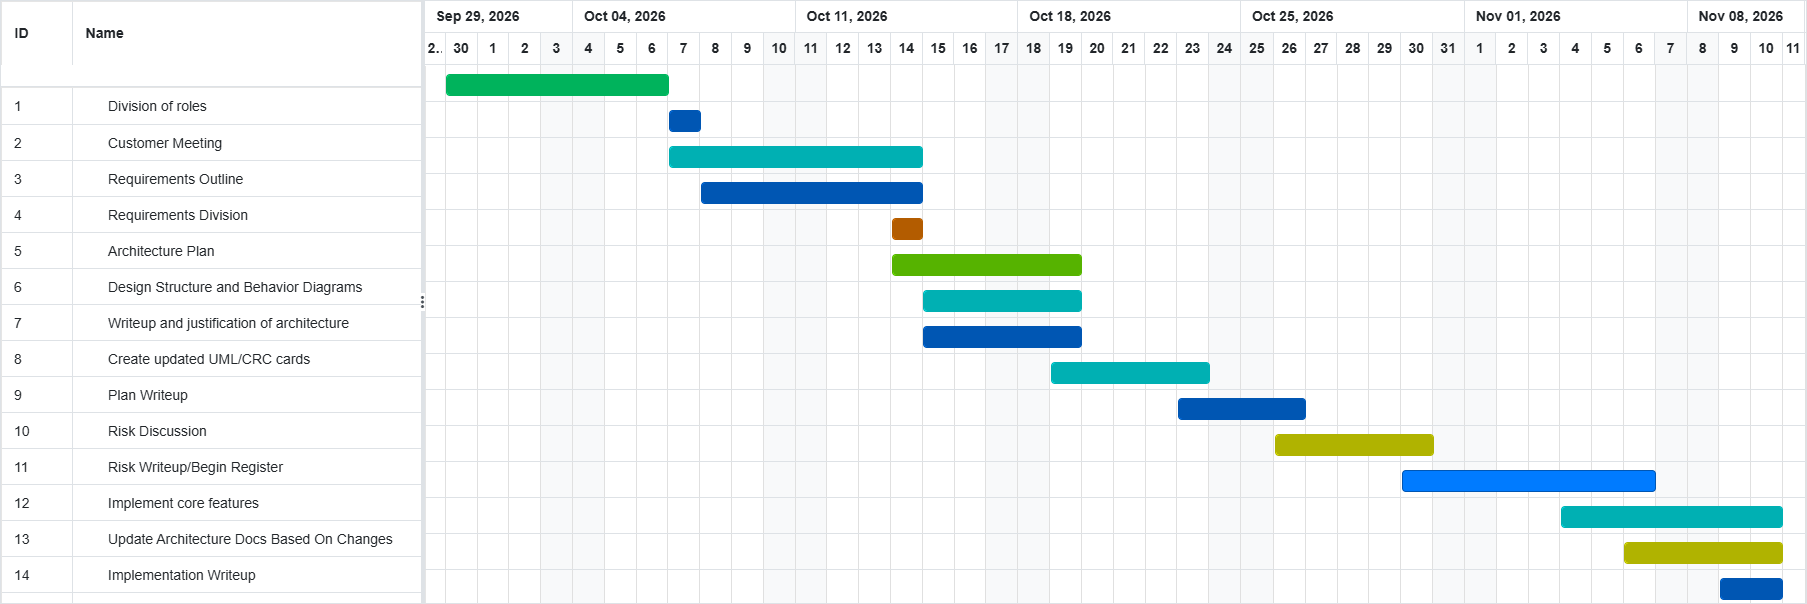 ID Name Sep 29, 2026 Oct 04, 2026 Oct 11, 2026 Oct 18, 2026 Oct 25, 2026 Nov 01, 2026 Nov 08, 2026
2.. 30 1 2 3 4 5 6 7 8 9 10 11 12 13 14 15 16 17 18 19 20 21 22 23 24 25 26 27 28 29 30 31 1 2 3 4 5 6 7 8 9 10 11
1 Division of roles
2 Customer Meeting
3 Requirements Outline
4 Requirements Division
5 Architecture Plan
6 Design Structure and Behavior Diagrams
7 Writeup and justification of architecture
8 Create updated UML/CRC cards
9 Plan Writeup
10 Risk Discussion
11 Risk Writeup/Begin Register
12 Implement core features
13 Update Architecture Docs Based On Changes
14 Implementation Writeup